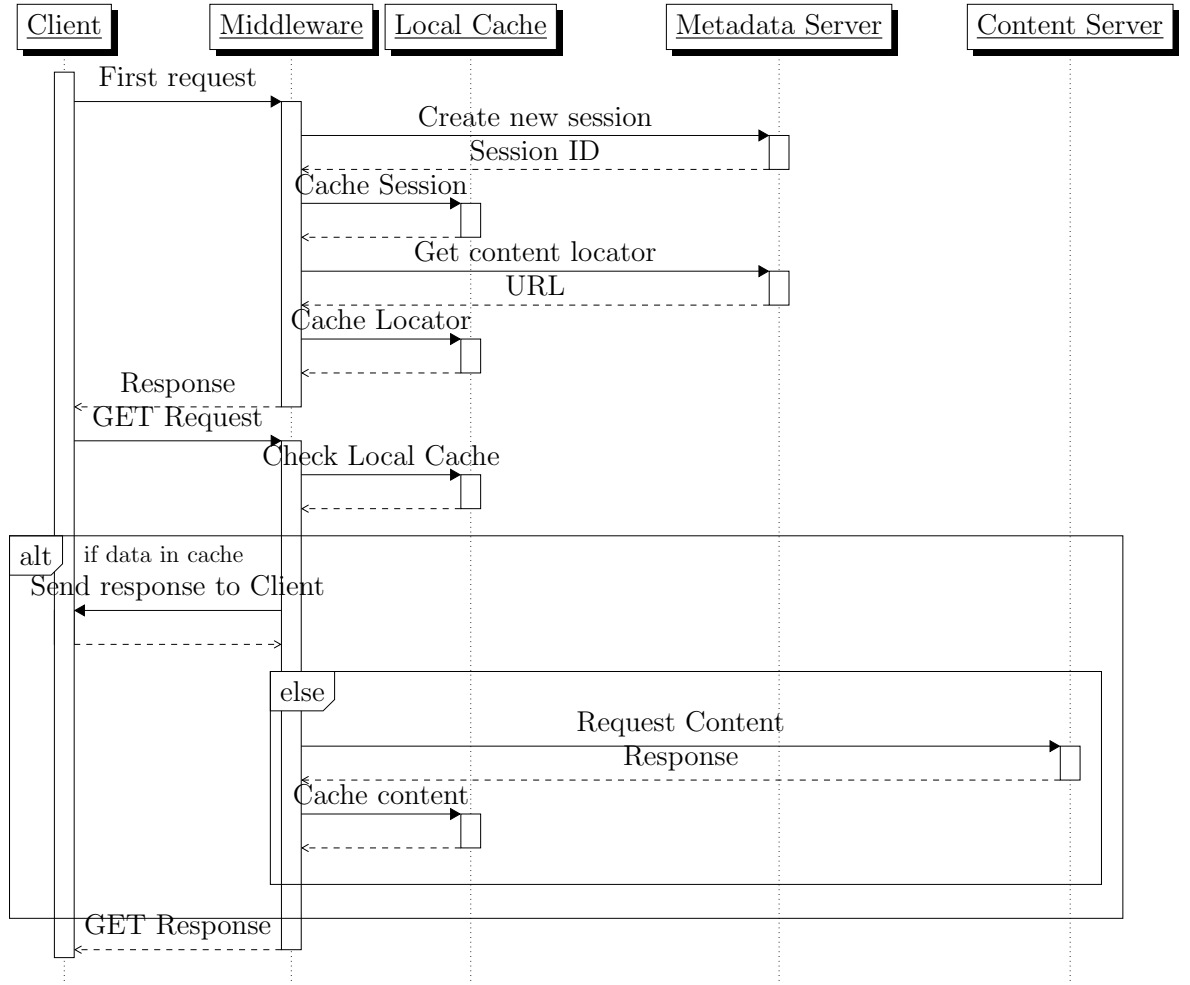 Client
Middleware
Local Cache
Metadata Server
Content Server
First request
Create new session
Session ID
Cache Session
Get content locator
URL
Cache Locator
Response
GET Request
Check Local Cache
alt
if data in cache
Send response to Client
else
Request Content
Response
Cache content
GET Response